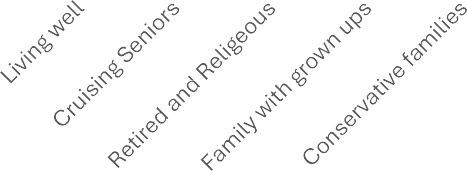 Living well
Cruising Seniors
Retired and Religeous
Family with grown ups
Conservative families